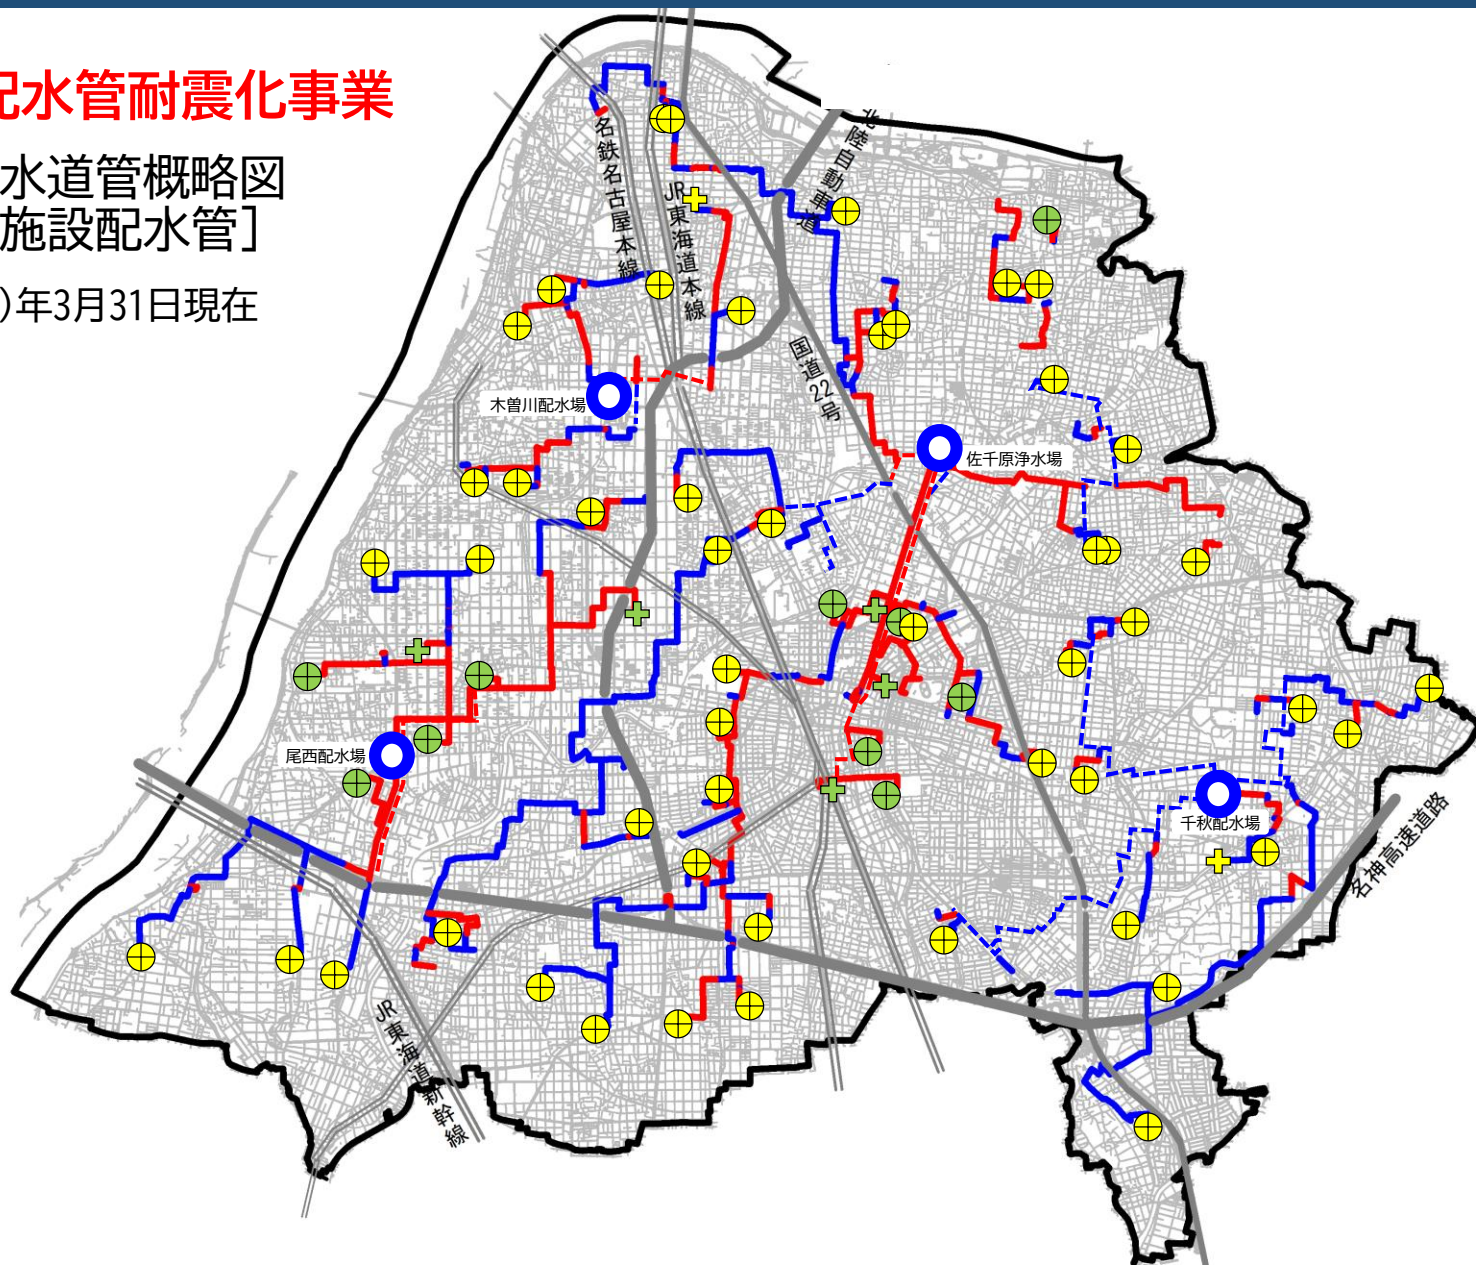 配水管耐震化事業
水道管概略図
施設配水管］
)年3月31日現在
北陸自動車道
名鉄名古屋本線
JR東海道本線
国道22号
木曽川配水場
佐千原浄水場
尾西配水場
千秋配水場
名神高速道路
JR東海道新幹線